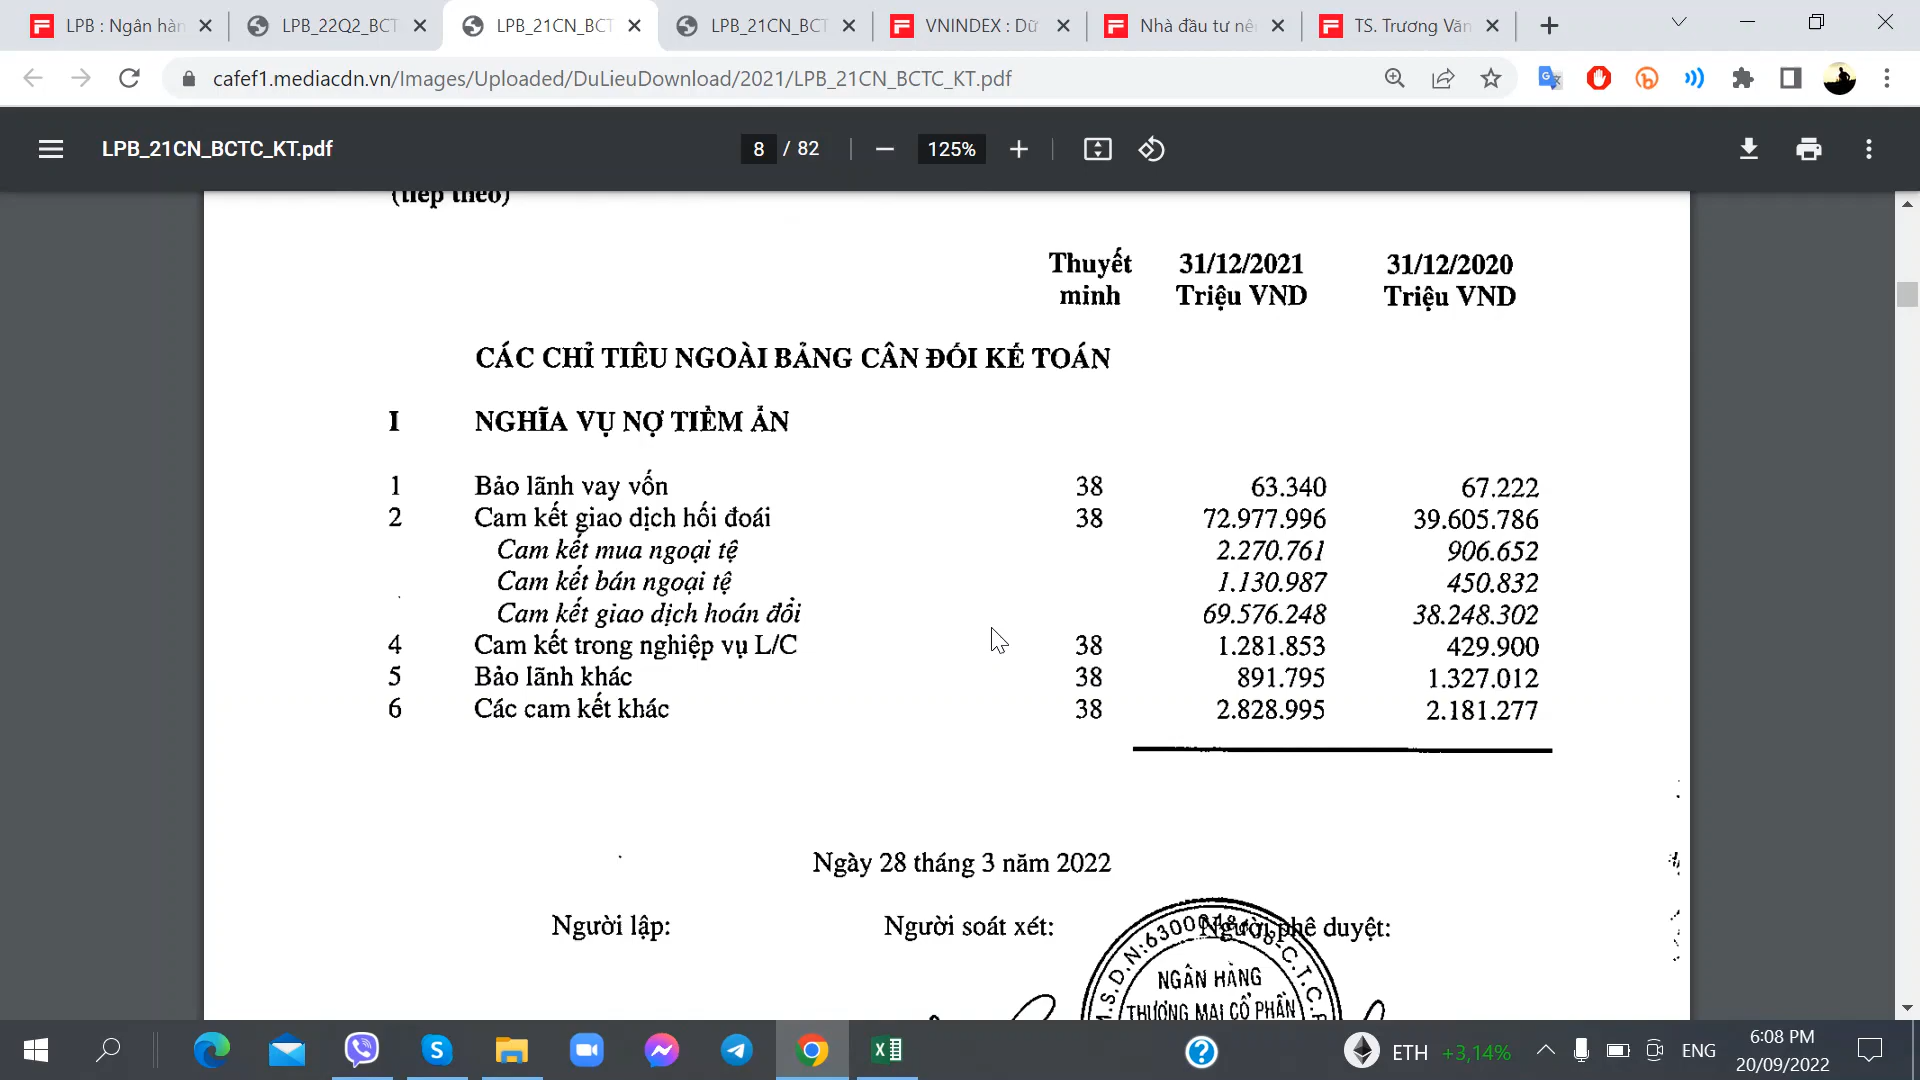 LPB : Ngân hàn
LPB_22Q2_BCT
LPB_21CN_BCT
LPB_21CN_BCT
VNINDEX : Dữ
Nhà đầu tư nê
TS. Trương Văn
cafef1.mediacdn.vn/Images/Uploaded/DuLieuDownload/2021/LPB_21CN_BCTC_KT.pdf
LPB_21CN_BCTC_KT.pdf
8 / 82
125%
(tiếp theo)
Thuyết 31/12/2021 31/12/2020
minh Triệu VND Triệu VND
CÁC CHỈ TIÊU NGOÀI BẢNG CÂN ĐỐI KẾ TOÁN
I NGHĨA VỤ NỢ TIỀM ẨN
1 Bảo lãnh vay vốn 38 63.340 67.222
2 Cam kết giao dịch hối đoái 38 72.977.996 39.605.786
Cam kết mua ngoại tệ 2.270.761 906.652
Cam kết bán ngoại tệ 1.130.987 450.832
Cam kết giao dịch hoán đổi 69.576.248 38.248.302
4 Cam kết trong nghiệp vụ L/C 38 1.281.853 429.900
5 Bảo lãnh khác 38 891.795 1.327.012
6 Các cam kết khác 38 2.828.995 2.181.277
Ngày 28 tháng 3 năm 2022
Người lập: Người soát xét: Người phê duyệt:
NGÂN HÀNG
THƯƠNG MẠI CỔ PHẦN
ETH +3,14%
ENG
6:08 PM
20/09/2022